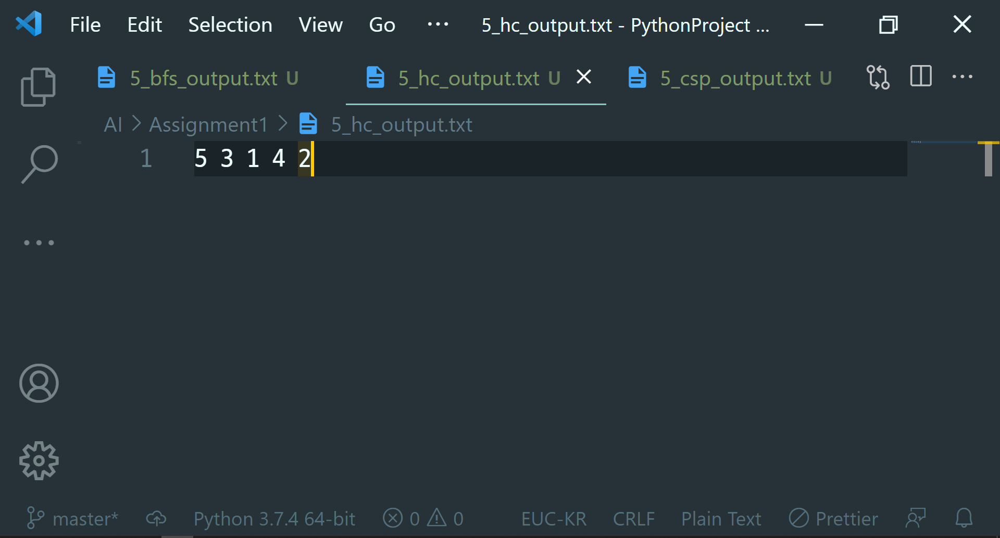 File Edit Selection View Go ··· 5_hc_output.txt - PythonProject ...
5_bfs_output.txt U 5_hc_output.txt U 5_csp_output.txt U
AI > Assignment1 > 5_hc_output.txt
1 5 3 1 4 2
master* Python 3.7.4 64-bit 0 0 EUC-KR CRLF Plain Text Prettier